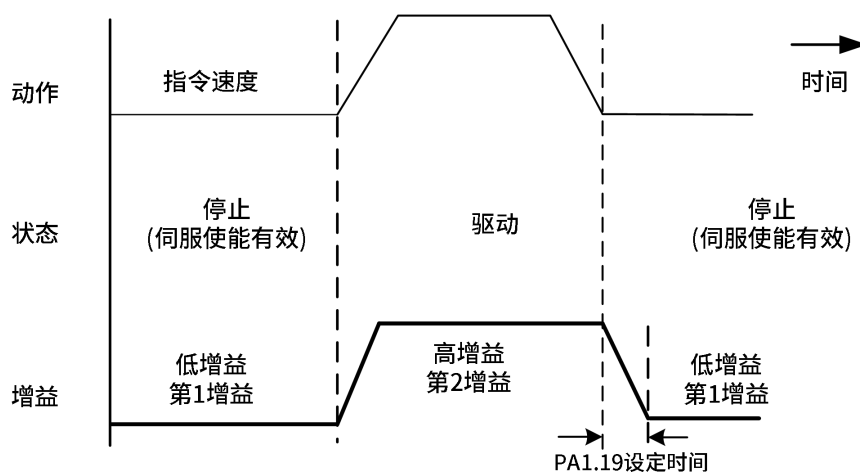 动作
指令速度
时间
状态
停止
(伺服使能有效)
驱动
停止
(伺服使能有效)
增益
低增益
第1增益
高增益
第2增益
低增益
第1增益
PA1.19设定时间